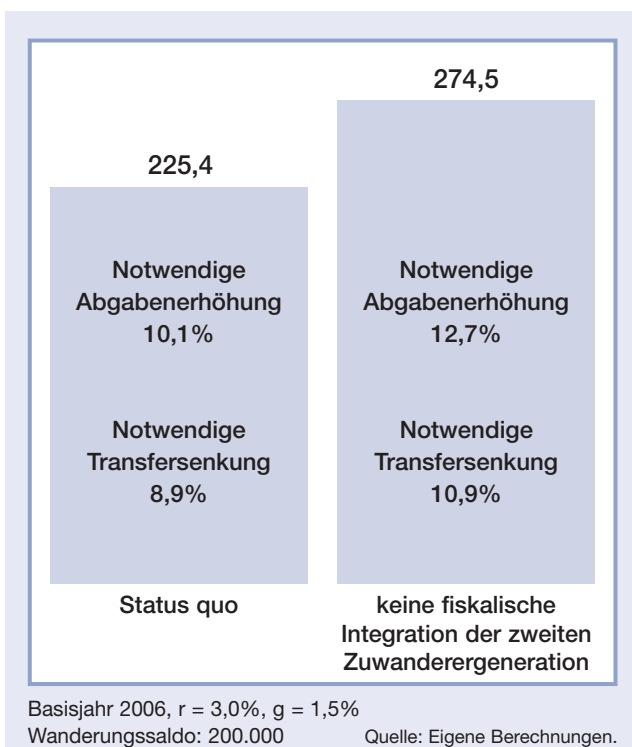 274,5
225,4
Notwendige
Abgabenerhöhung
10,1%
Notwendige
Transfersenkung
8,9%
Notwendige
Abgabenerhöhung
12,7%
Notwendige
Transfersenkung
10,9%
Status quo
keine fiskalische
Integration der zweiten
Zuwanderergeneration
Basisjahr 2006, r = 3,0%, g = 1,5%
Wanderungssaldo: 200.000
Quelle: Eigene Berechnungen.